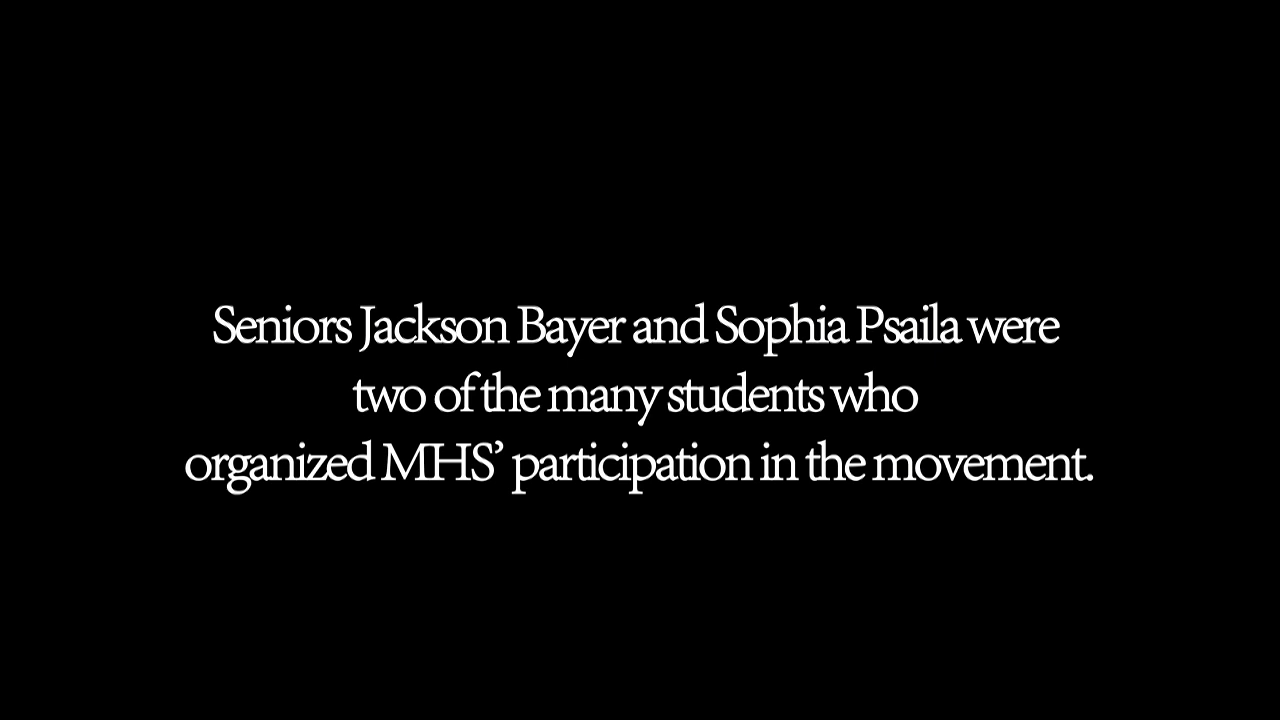 Seniors Jackson Bayer and Sophia Psaila were
two of the many students who
organized MHS’ participation in the movement.